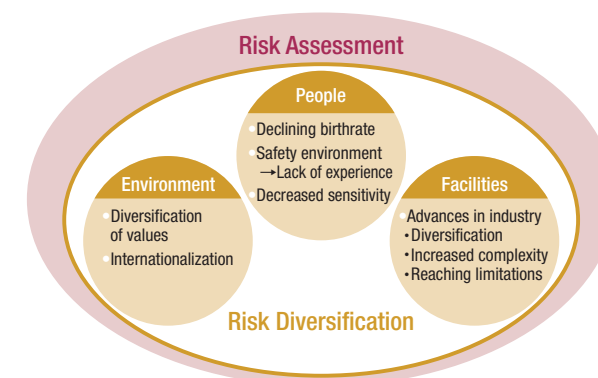 Risk Assessment
People
•Declining birthrate
•Safety environment
→Lack of experience
•Decreased sensitivity
Environment
•Diversification
of values
•Internationalization
Facilities
•Advances in industry
•Diversification
•Increased complexity
•Reaching limitations
Risk Diversification